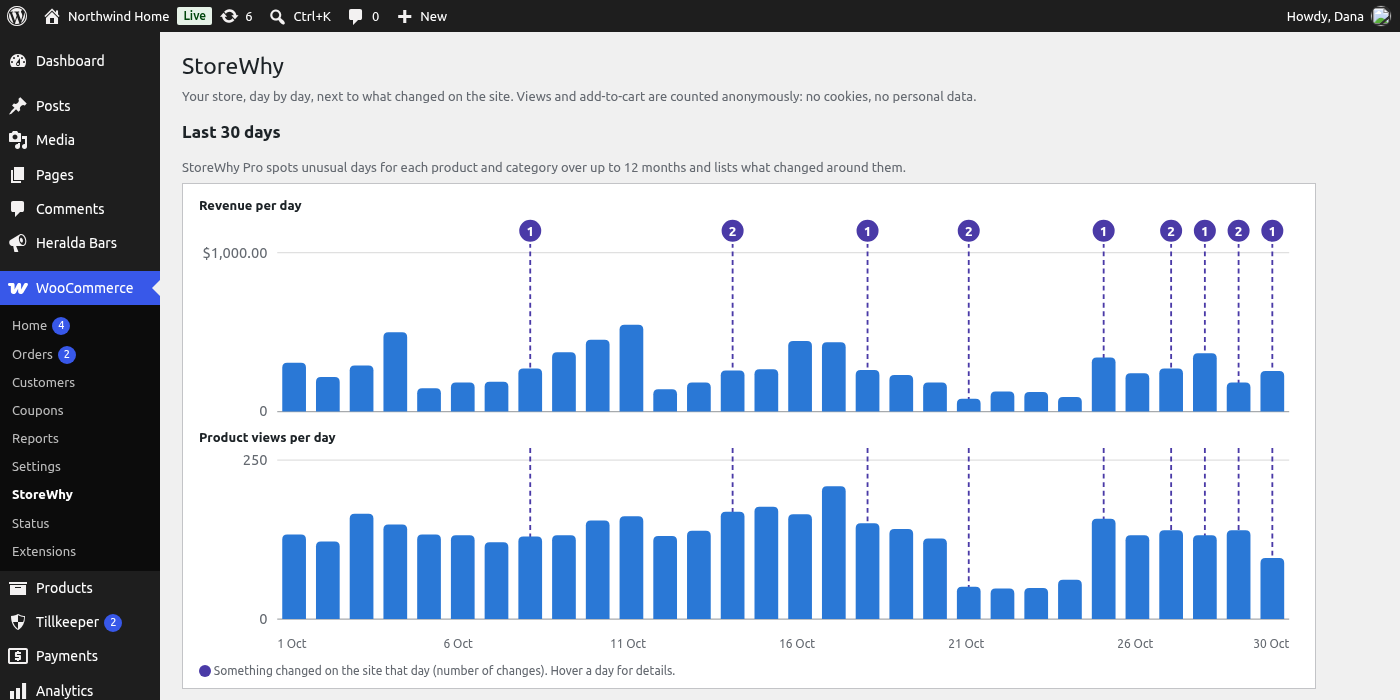 Northwind Home Live 6 Ctrl+K 0 New Howdy, Dana
Dashboard
Posts
Media
Pages
Comments
Heralda Bars
WooCommerce
Home 4
Orders 2
Customers
Coupons
Reports
Settings
StoreWhy
Status
Extensions
Products
Tillkeeper 2
Payments
Analytics
StoreWhy
Your store, day by day, next to what changed on the site. Views and add-to-cart are counted anonymously: no cookies, no personal data.
Last 30 days
StoreWhy Pro spots unusual days for each product and category over up to 12 months and lists what changed around them.
Revenue per day
1 2 1 2 1 2 1 2 1
$1,000.00
0
Product views per day
250
0
1 Oct 6 Oct 11 Oct 16 Oct 21 Oct 26 Oct 30 Oct
Something changed on the site that day (number of changes). Hover a day for details.